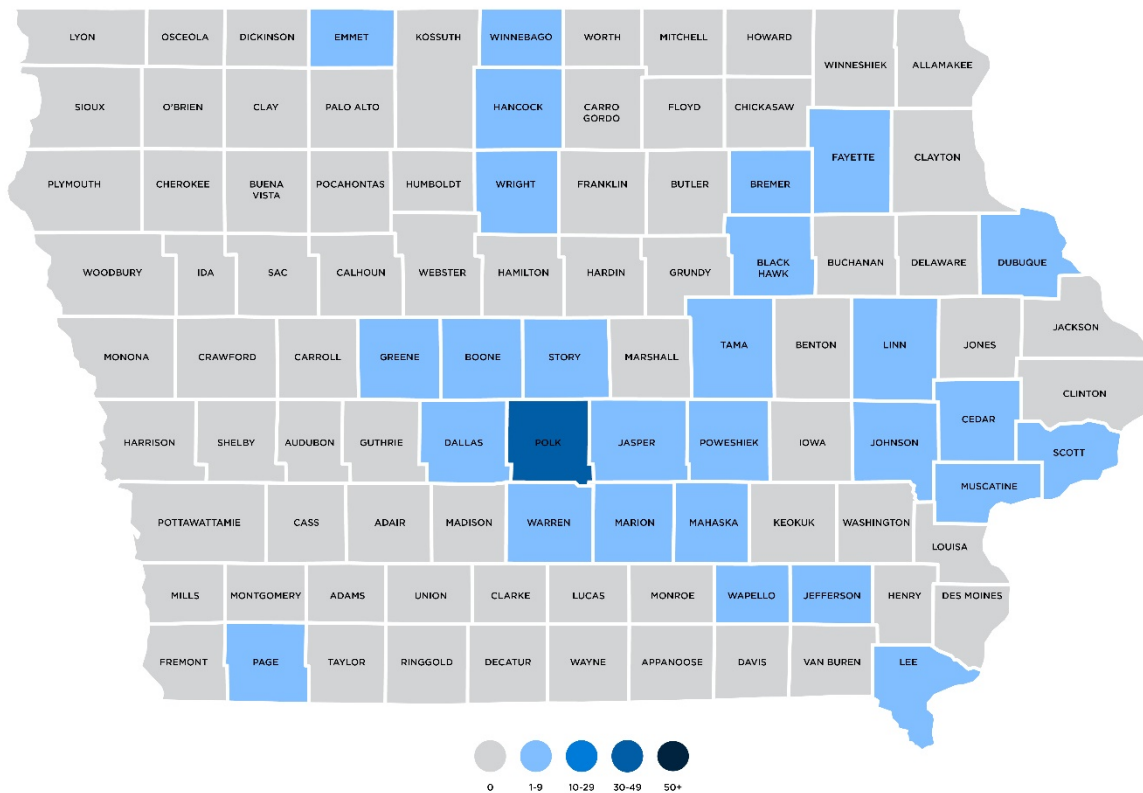 LYON
OSCEOLA
DICKINSON
EMMET
KOSSUTH
WINNEBAGO
WORTH
MITCHELL
HOWARD
WINNESHIEK
ALLAMAKEE
SIOUX
O'BRIEN
CLAY
PALO ALTO
HANCOCK
CARRO
GORDO
FLOYD
CHICKASAW
FAYETTE
CLAYTON
PLYMOUTH
CHEROKEE
BUENA
VISTA
POCAHONTAS
HUMBOLDT
WRIGHT
FRANKLIN
BUTLER
BREMER
WOODBURY
IDA
SAC
CALHOUN
WEBSTER
HAMILTON
HARDIN
GRUNDY
BLACK
HAWK
BUCHANAN
DELAWARE
DUBUQUE
MONONA
CRAWFORD
CARROLL
GREENE
BOONE
STORY
MARSHALL
TAMA
BENTON
LINN
JONES
JACKSON
CLINTON
HARRISON
SHELBY
AUDUBON
GUTHRIE
DALLAS
POLK
JASPER
POWESHIEK
IOWA
JOHNSON
CEDAR
SCOTT
MUSCATINE
POTTAWATTAMIE
CASS
ADAIR
MADISON
WARREN
MARION
MAHASKA
KEOKUK
WASHINGTON
LOUISA
MILLS
MONTGOMERY
ADAMS
UNION
CLARKE
LUCAS
MONROE
WAPELLO
JEFFERSON
HENRY
DES MOINES
FREMONT
PAGE
TAYLOR
RINGGOLD
DECATUR
WAYNE
APPANOOSE
DAVIS
VAN BUREN
LEE
0
1-9
10-29
30-49
50+